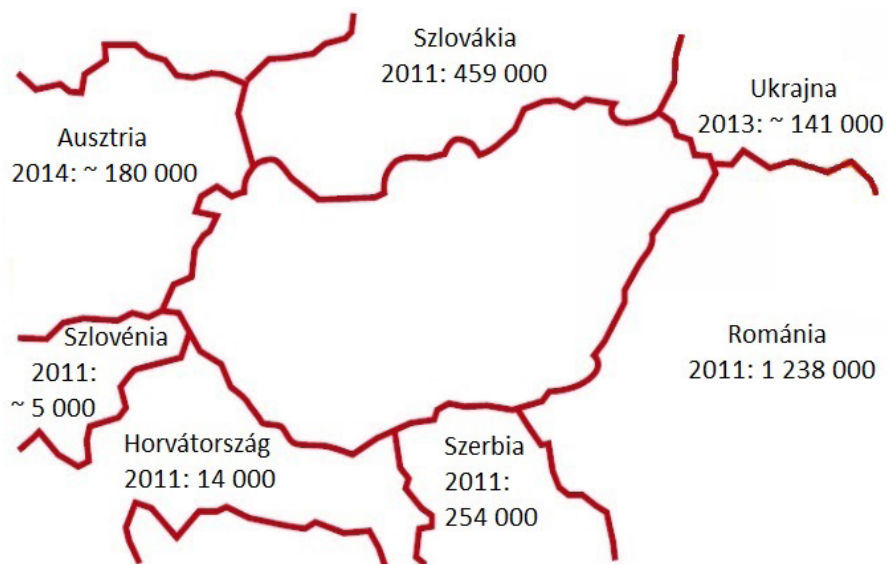 Szlovákia
2011: 459 000
Ukrajna
2013: ~ 141 000
Ausztria
2014: ~ 180 000
Szlovénia
2011:
~ 5 000
Románia
2011: 1 238 000
Horvátország
2011: 14 000
Szerbia
2011:
254 000